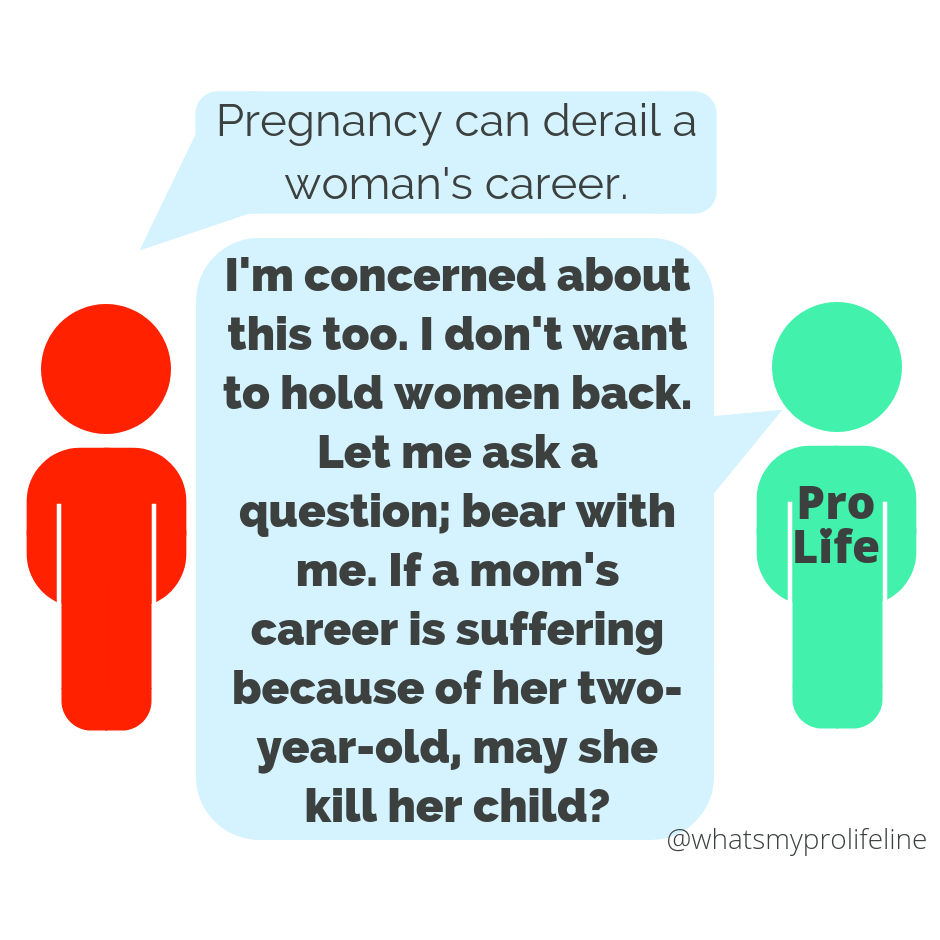 Pregnancy can derail a
woman's career.
I'm concerned about
this too. I don't want
to hold women back.
Let me ask a
question; bear with
me. If a mom's
career is suffering
because of her two-
year-old, may she
kill her child?
Pro
Life
@whatsmyprolifeline